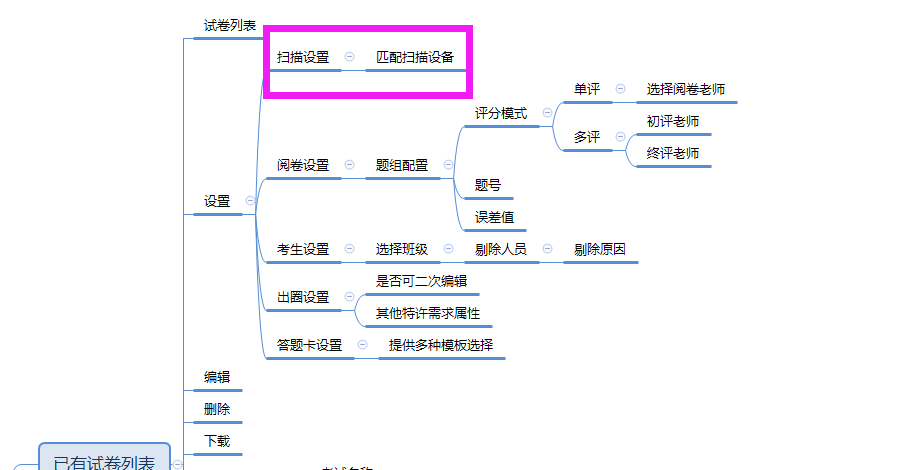 试卷列表
扫描设置
匹配扫描设备
单评
选择阅卷老师
评分模式
初评老师
多评
终评老师
阅卷设置
题组配置
题号
设置
误差值
考生设置
选择班级
剔除人员
剔除原因
是否可二次编辑
出圈设置
其他特许需求属性
答题卡设置
提供多种模板选择
编辑
删除
下载
已有试卷列表
考试名称